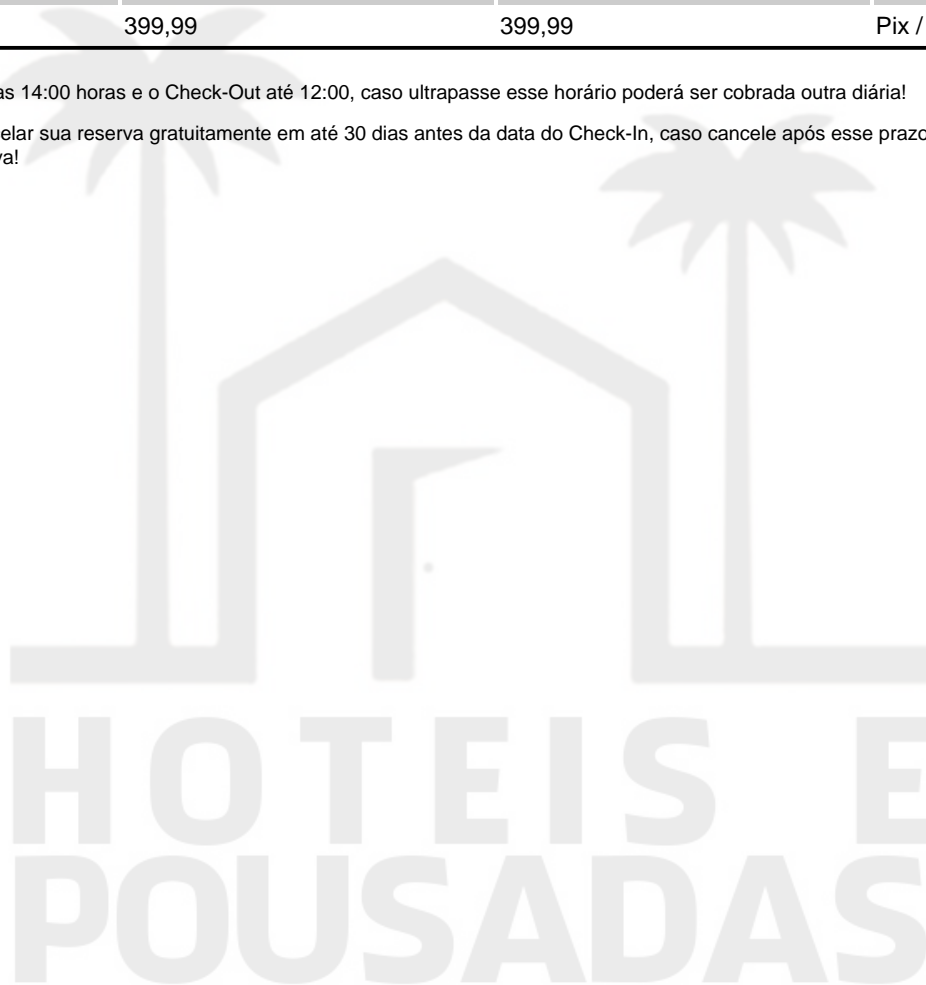 399,99 399,99 Pix /
as 14:00 horas e o Check-Out até 12:00, caso ultrapasse esse horário poderá ser cobrada outra diária!
elar sua reserva gratuitamente em até 30 dias antes da data do Check-In, caso cancele após esse prazo
va!
HOTEIS E
POUSADAS